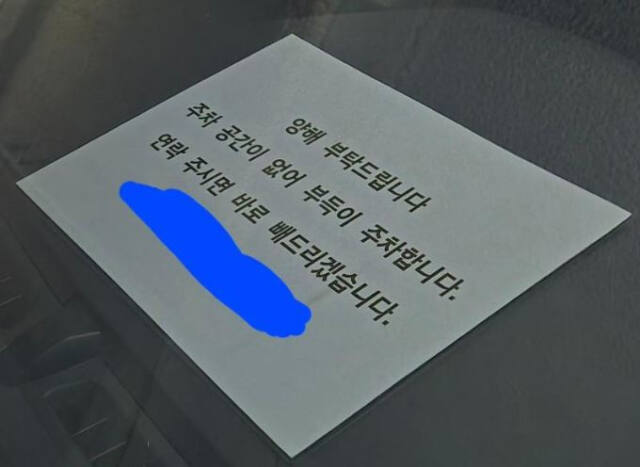 양해 부탁드립니다
주차 공간이 없어 부득이 주차합니다.
연락 주시면 바로 빼드리겠습니다.